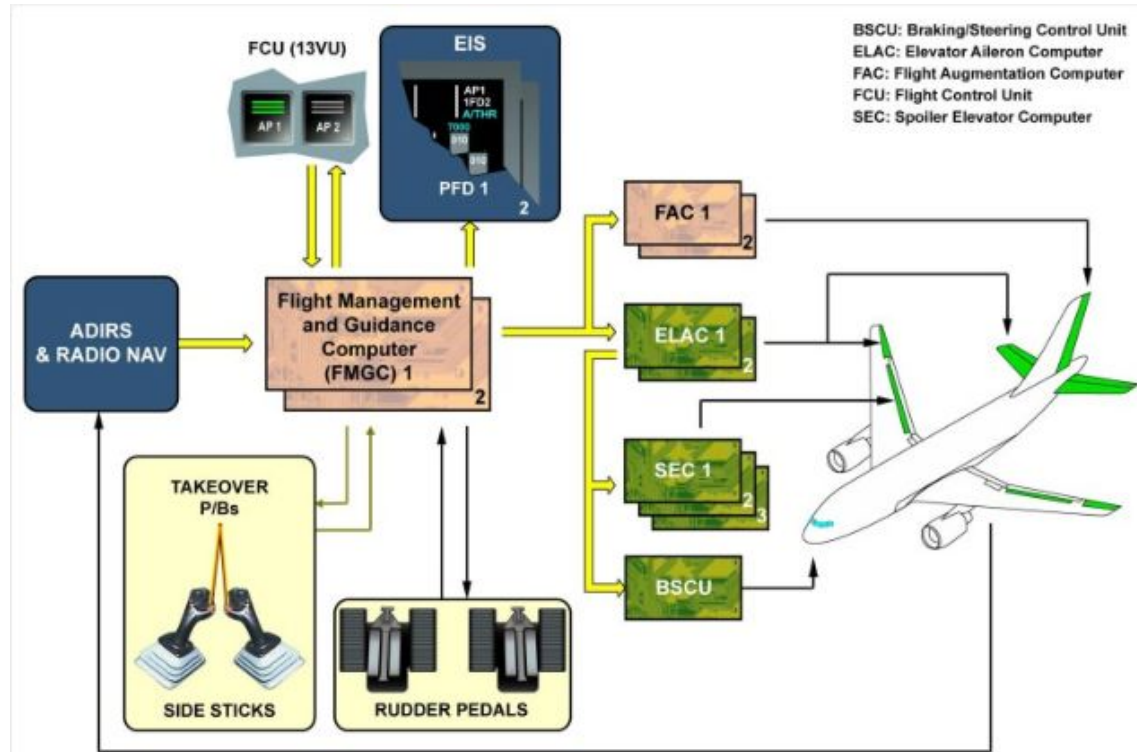 FCU (13VU)
AP 1
AP 2
EIS
AP1
1FD2
A/THR
7000
010
010
PFD 1
2
BSCU: Braking/Steering Control Unit
ELAC: Elevator Aileron Computer
FAC: Flight Augmentation Computer
FCU: Flight Control Unit
SEC: Spoiler Elevator Computer
ADIRS
& RADIO NAV
Flight Management
and Guidance
Computer
(FMGC) 1
2
FAC 1
2
ELAC 1
2
SEC 1
2
3
BSCU
TAKEOVER
P/Bs
SIDE STICKS
RUDDER PEDALS